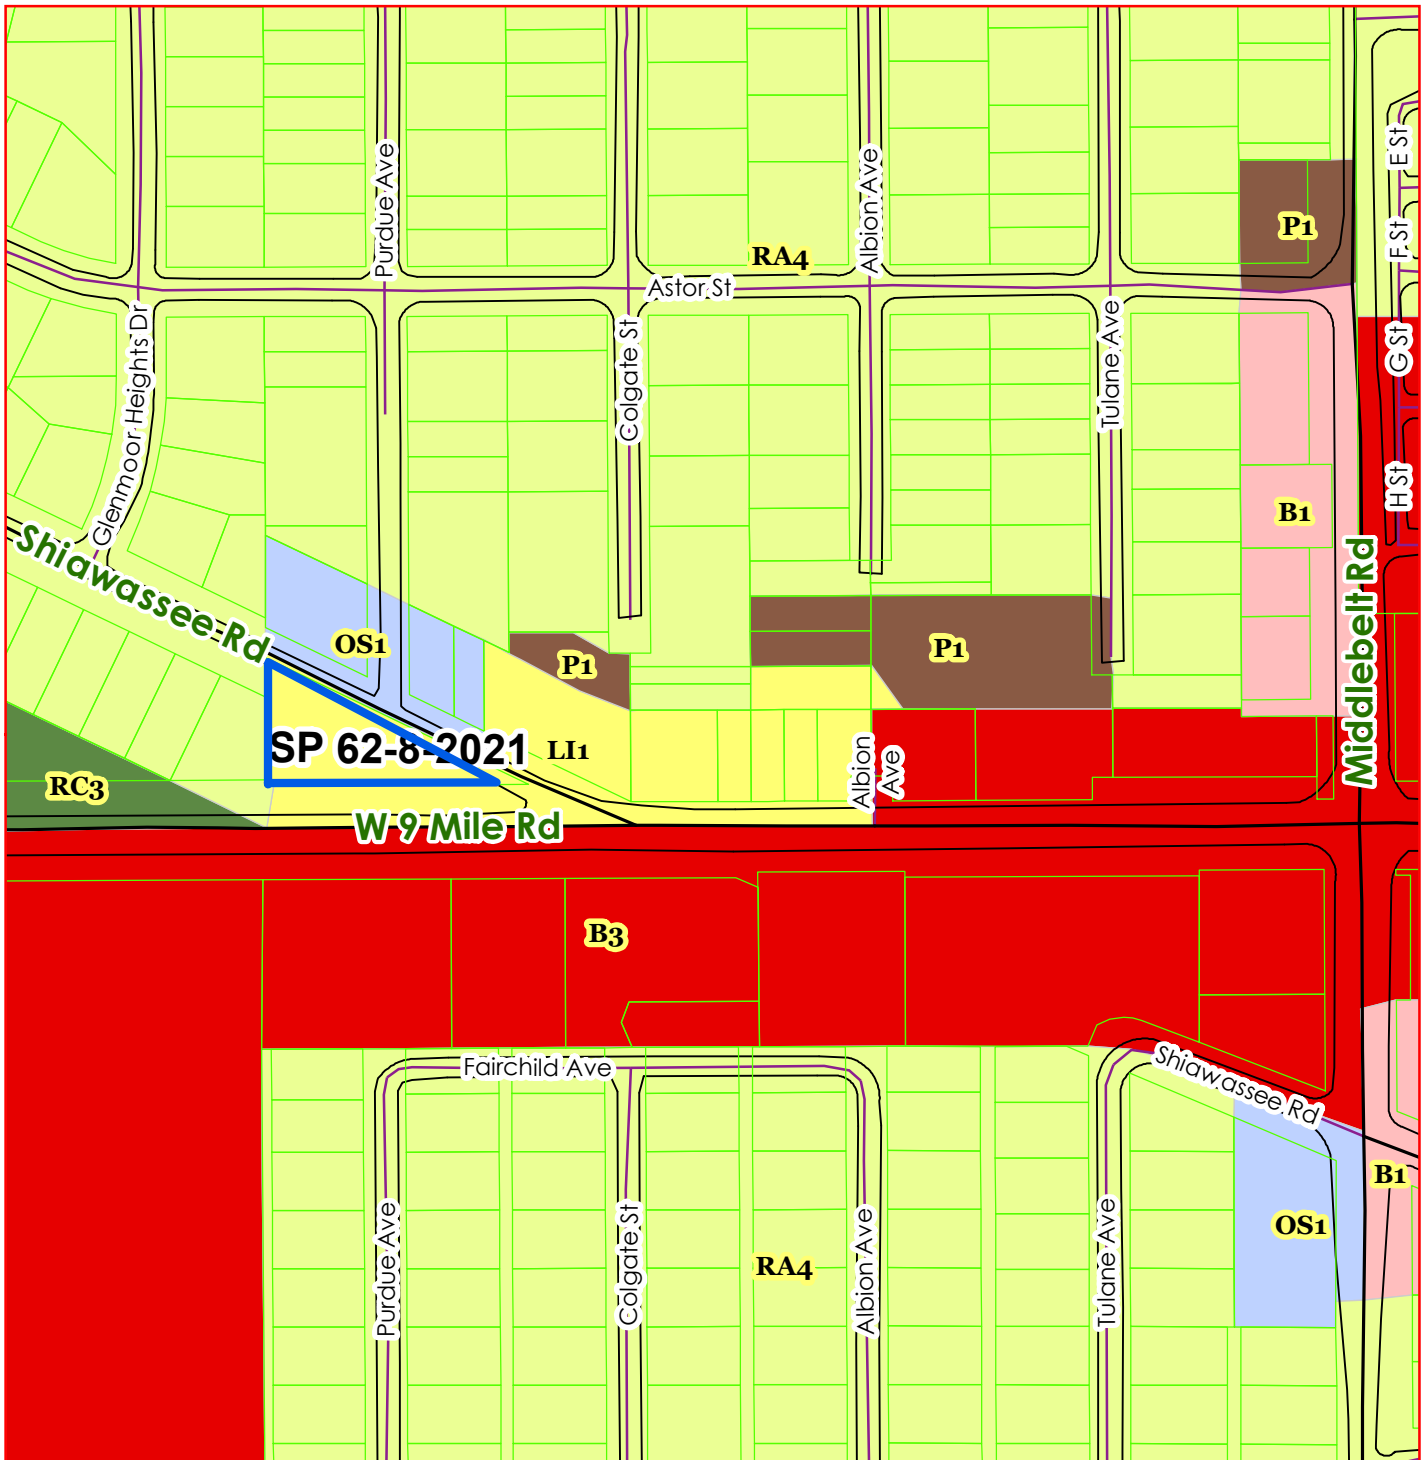 E St
Purdue Ave
Albion Ave
P1
F St
RA4
Astor St
Glenmoor Heights Dr
Colgate St
Tulane Ave
G St
H St
B1
Shiawassee Rd
Middlebelt Rd
OS1
P1
P1
SP 62-8-2021
LI1
Albion
Ave
RC3
W 9 Mile Rd
B3
Fairchild Ave
Shiawassee Rd
B1
OS1
Purdue Ave
Colgate St
Albion Ave
Tulane Ave
RA4